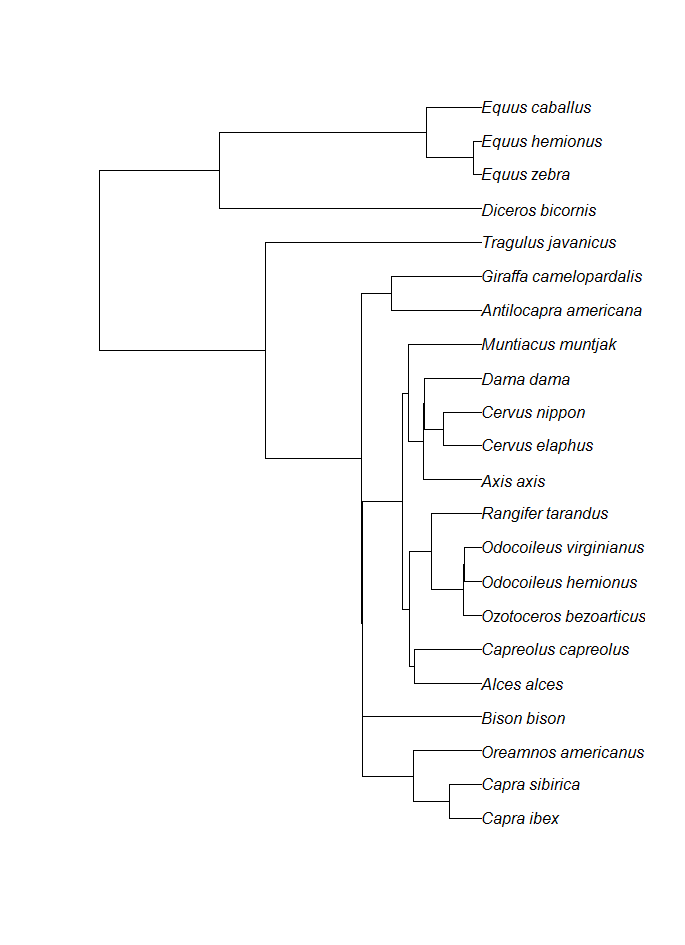 Equus caballus
Equus hemionus
Equus zebra
Diceros bicornis
Tragulus javanicus
Giraffa camelopardalis
Antilocapra americana
Muntiacus muntjak
Dama dama
Cervus nippon
Cervus elaphus
Axis axis
Rangifer tarandus
Odocoileus virginianus
Odocoileus hemionus
Ozotoceros bezoarticus
Capreolus capreolus
Alces alces
Bison bison
Oreamnos americanus
Capra sibirica
Capra ibex